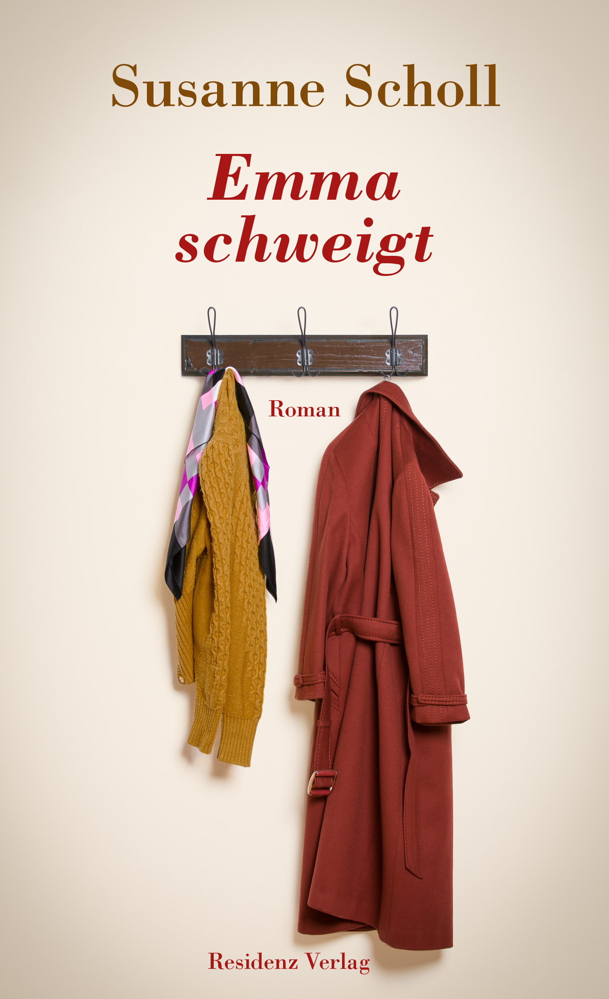 Susanne Scholl
Emma
schweigt
Roman
Residenz Verlag